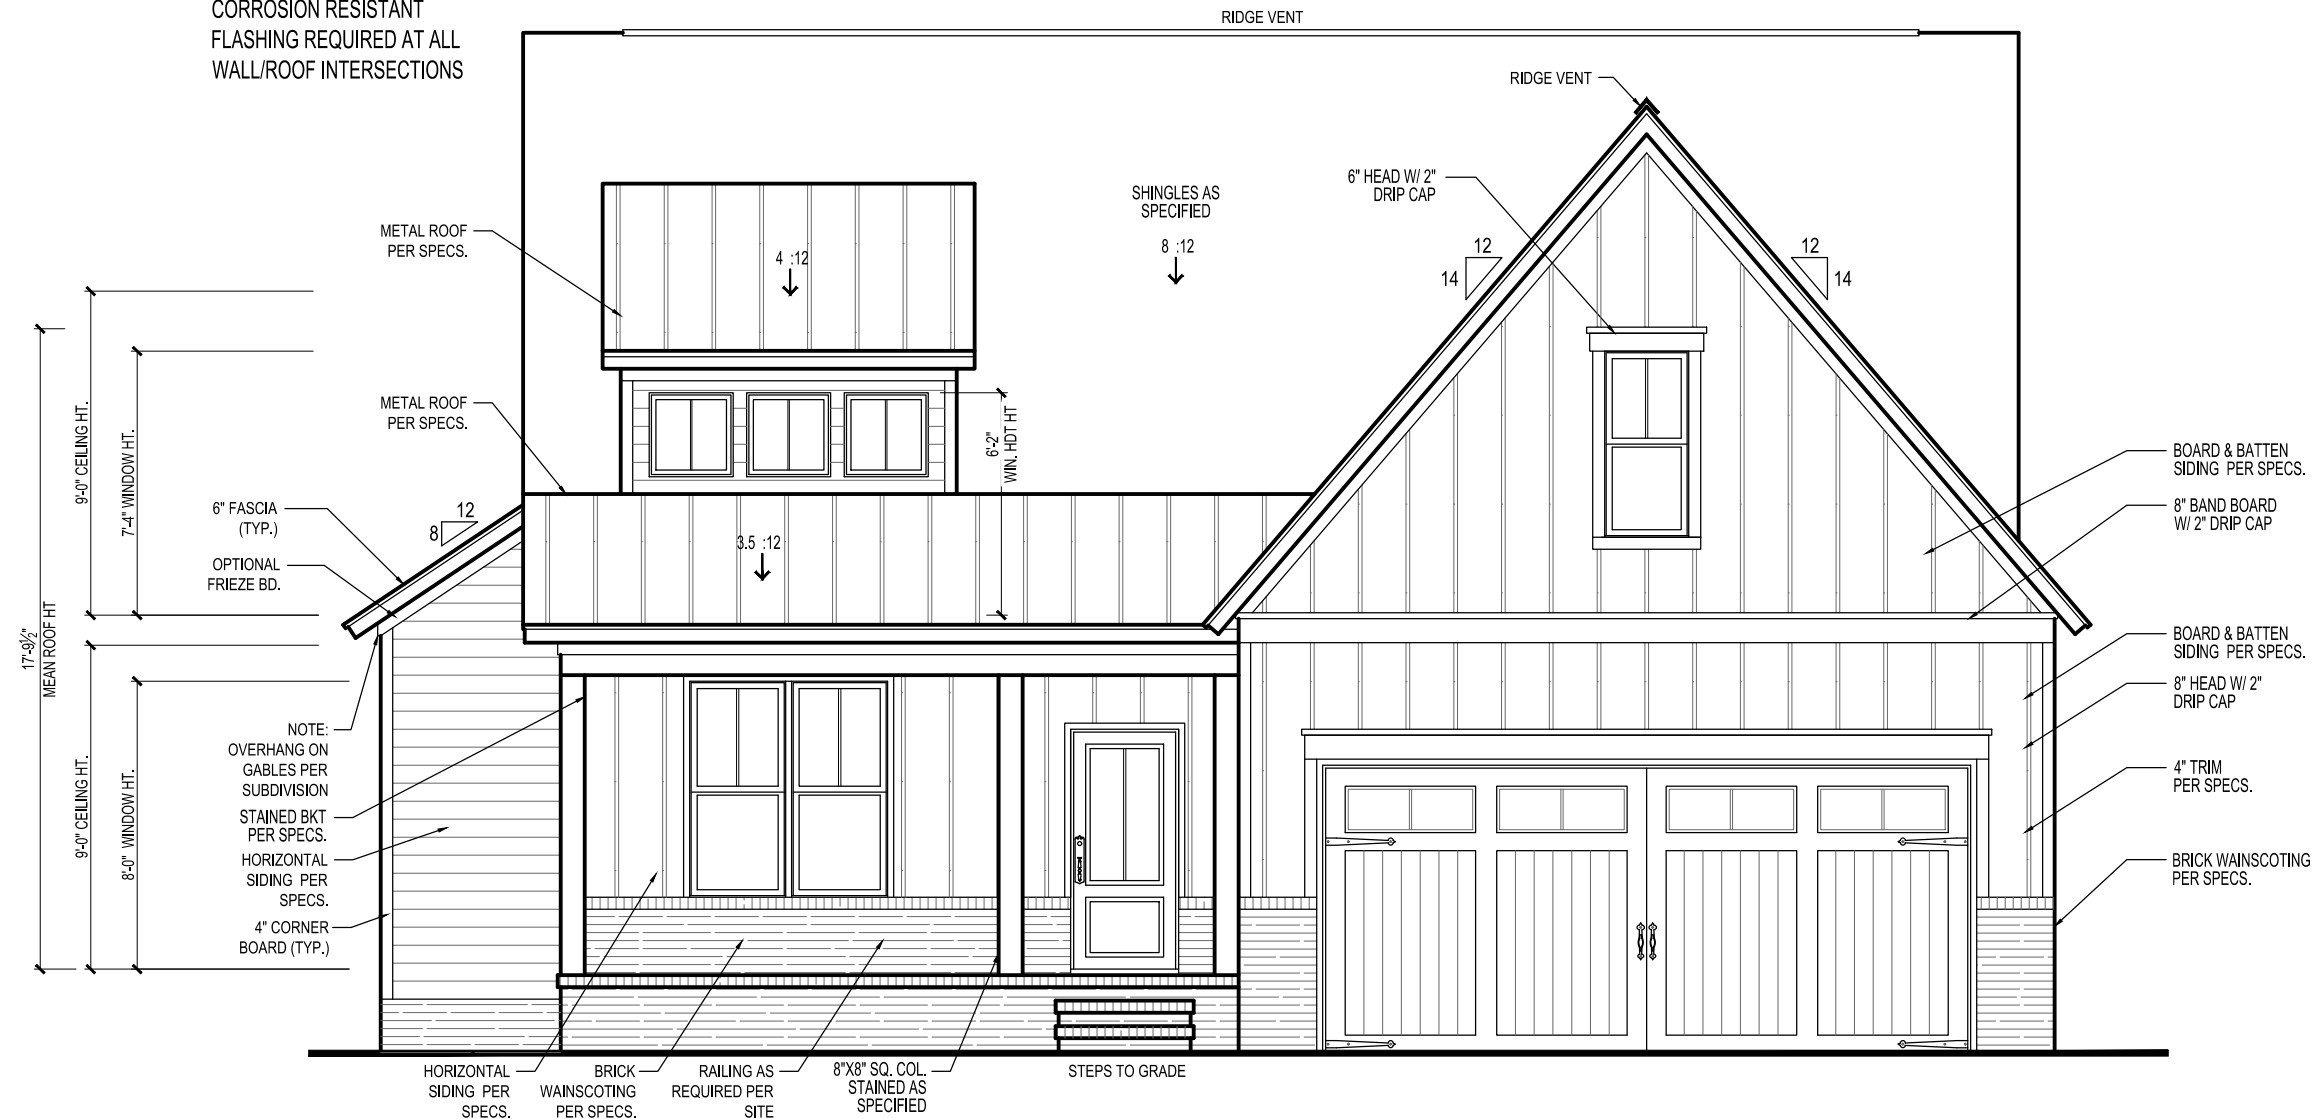 CORROSION RESISTANT
FLASHING REQUIRED AT ALL
WALL/ROOF INTERSECTIONS
RIDGE VENT
RIDGE VENT
6" HEAD W/ 2"
DRIP CAP
SHINGLES AS
SPECIFIED
8 :12
METAL ROOF
PER SPECS.
4 :12
12
14
12
14
METAL ROOF
PER SPECS.
6'-2"
WIN. HDT HT
9'-0" CEILING HT.
7'-4" WINDOW HT.
17'-9½"
MEAN ROOF HT
6" FASCIA
(TYP.)
12
8
OPTIONAL
FRIEZE BD.
3.5 :12
BOARD & BATTEN
SIDING PER SPECS.
8" BAND BOARD
W/ 2" DRIP CAP
BOARD & BATTEN
SIDING PER SPECS.
8" HEAD W/ 2"
DRIP CAP
4" TRIM
PER SPECS.
BRICK WAINSCOTING
PER SPECS.
9'-0" CEILING HT.
8'-0" WINDOW HT.
NOTE:
OVERHANG ON
GABLES PER
SUBDIVISION
STAINED BKT
PER SPECS.
HORIZONTAL
SIDING PER
SPECS.
4" CORNER
BOARD (TYP.)
HORIZONTAL
SIDING PER
SPECS.
BRICK
WAINSCOTING
PER SPECS.
RAILING AS
REQUIRED PER
SITE
8"X8" SQ. COL.
STAINED AS
SPECIFIED
STEPS TO GRADE